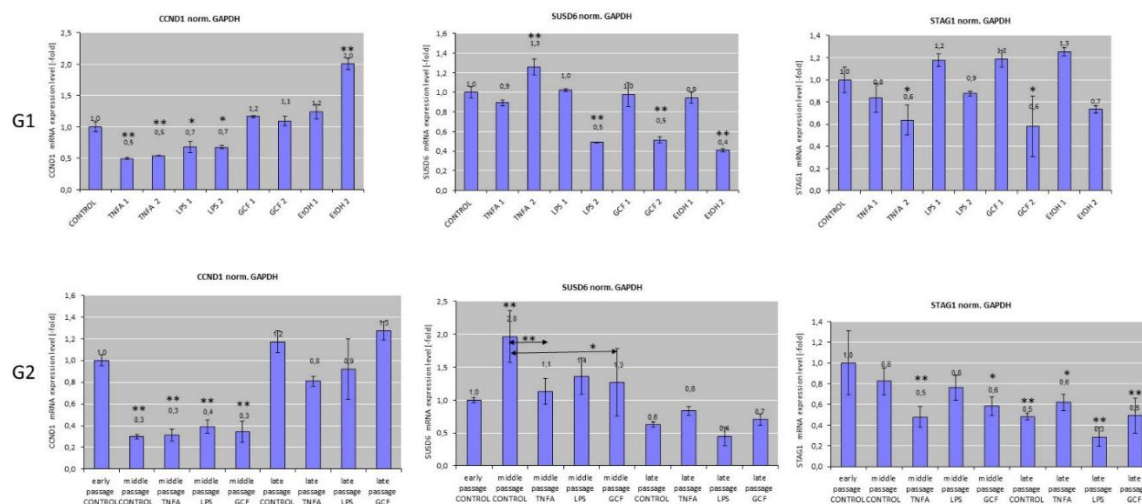 G1
CCND1 norm. GAPDH
CCND1 mRNA expression level [-fold]
2,5
2,0
1,5
1,0
0,5
0,0
1,0
**
0,5
**
0,5
*
0,7
*
0,7
1,2
1,1
1,2
**
2,0
CONTROL
TNFA 1
TNFA 2
LPS 1
LPS 2
GCF 1
GCF 2
EtOH 1
EtOH 2
SUSD6 norm. GAPDH
SUSD6 mRNA expression level [-fold]
1,6
1,4
1,2
1,0
0,8
0,6
0,4
0,2
0,0
1,0
0,9
**
1,3
1,0
**
0,5
1,0
**
0,5
0,9
**
0,4
CONTROL
TNFA 1
TNFA 2
LPS 1
LPS 2
GCF 1
GCF 2
EtOH 1
EtOH 2
STAG1 norm. GAPDH
STAG1 mRNA expression level [-fold]
1,4
1,2
1,0
0,8
0,6
0,4
0,2
0,0
1,0
0,8
*
0,6
1,2
0,9
1,2
*
0,6
1,3
0,7
CONTROL
TNFA 1
TNFA 2
LPS 1
LPS 2
GCF 1
GCF 2
EtOH 1
EtOH 2
G2
CCND1 norm. GAPDH
CCND1 mRNA expression level [-fold]
1,6
1,4
1,2
1,0
0,8
0,6
0,4
0,2
0,0
1,0
**
0,3
**
0,3
**
0,4
**
0,3
1,2
0,8
0,9
1,3
early passage CONTROL
middle passage CONTROL
middle passage TNFA
middle passage LPS
middle passage GCF
late passage CONTROL
late passage TNFA
late passage LPS
late passage GCF
SUSD6 norm. GAPDH
SUSD6 mRNA expression level [-fold]
2,5
2,0
1,5
1,0
0,5
0,0
1,0
**
2,0
**
1,1
1,4
*
1,3
0,6
0,8
0,4
0,7
early passage CONTROL
middle passage CONTROL
middle passage TNFA
middle passage LPS
middle passage GCF
late passage CONTROL
late passage TNFA
late passage LPS
late passage GCF
STAG1 norm. GAPDH
STAG1 mRNA expression level [-fold]
1,4
1,2
1,0
0,8
0,6
0,4
0,2
0,0
1,0
0,8
**
0,5
0,8
*
0,6
**
0,5
*
0,6
**
0,3
**
0,5
early passage CONTROL
middle passage CONTROL
middle passage TNFA
middle passage LPS
middle passage GCF
late passage CONTROL
late passage TNFA
late passage LPS
late passage GCF